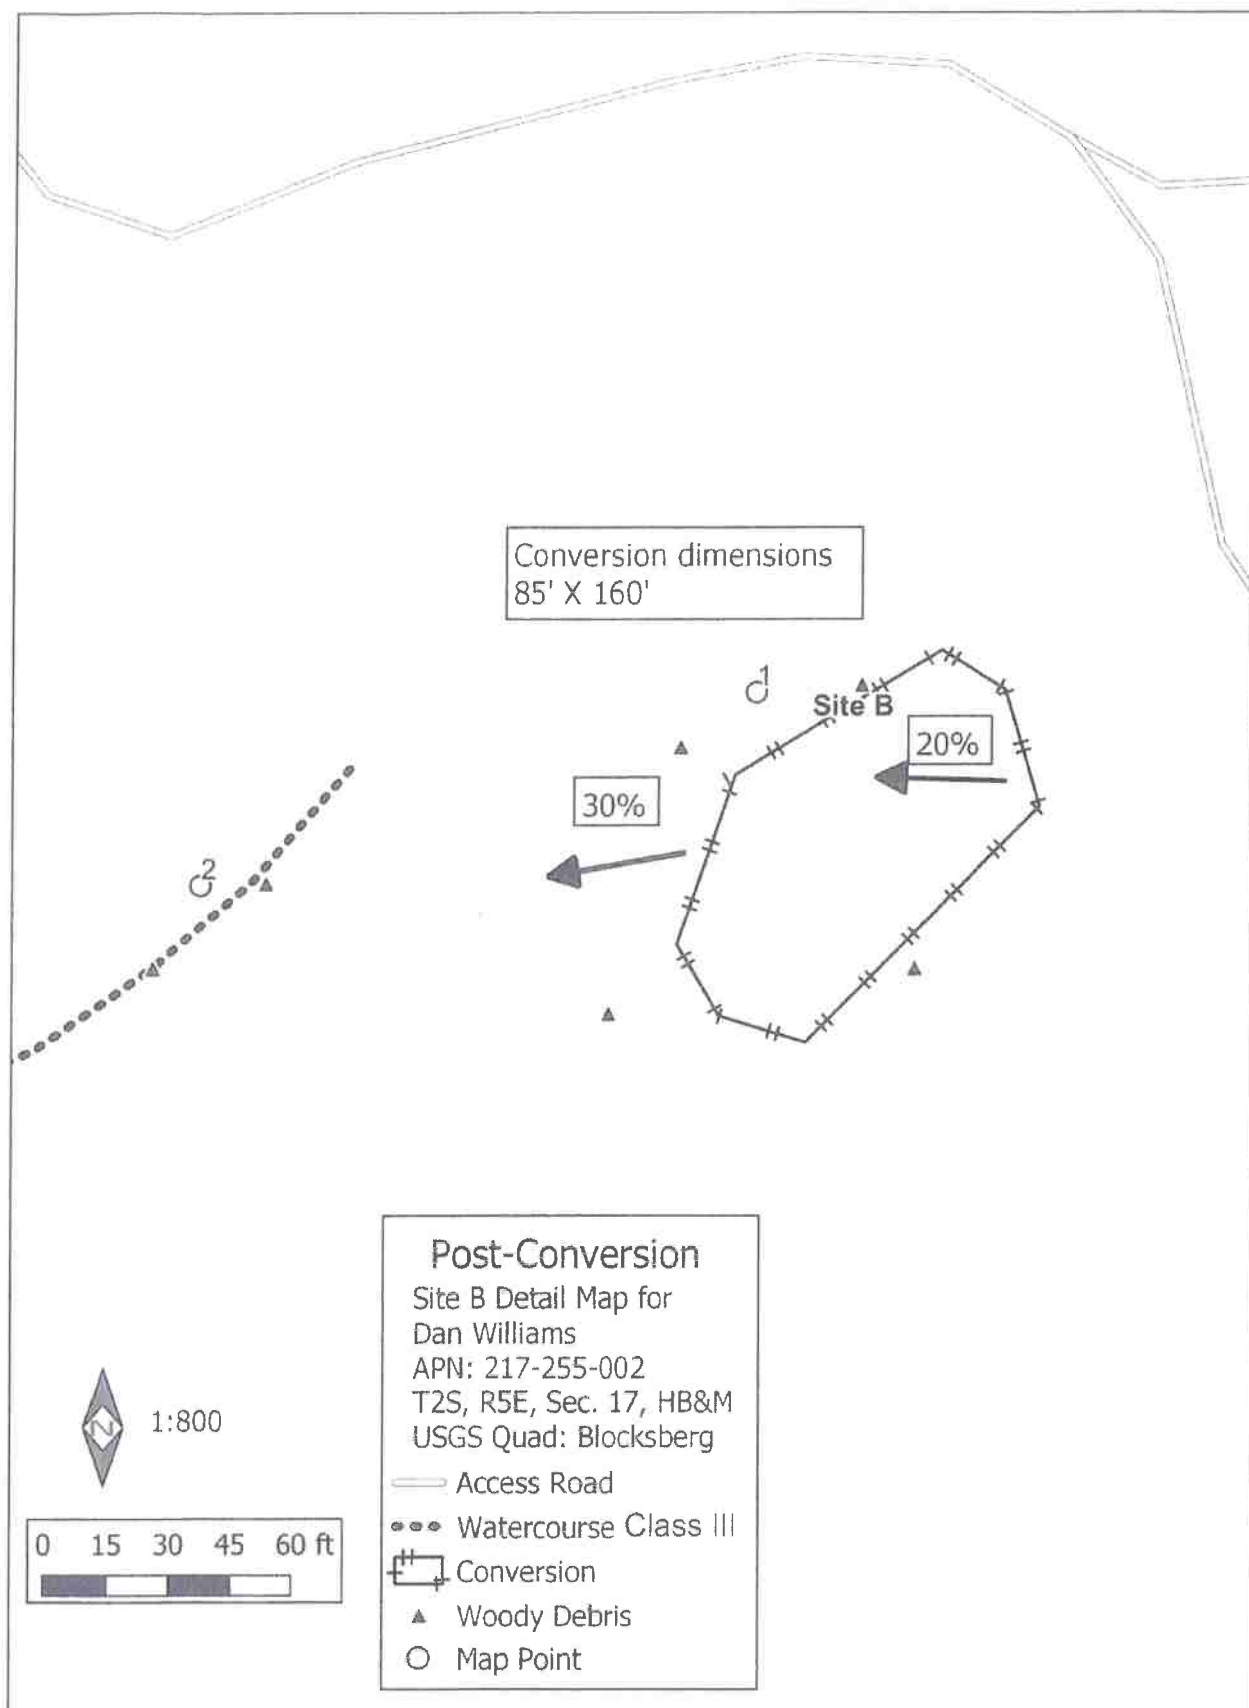 Conversion dimensions
85' X 160'
1
Site B
20%
30%
2
Post-Conversion
Site B Detail Map for
Dan Williams
APN: 217-255-002
T2S, R5E, Sec. 17, HB&M
USGS Quad: Blocksberg
N
1:800
Access Road
Watercourse Class III
0 15 30 45 60 ft
Conversion
Woody Debris
Map Point